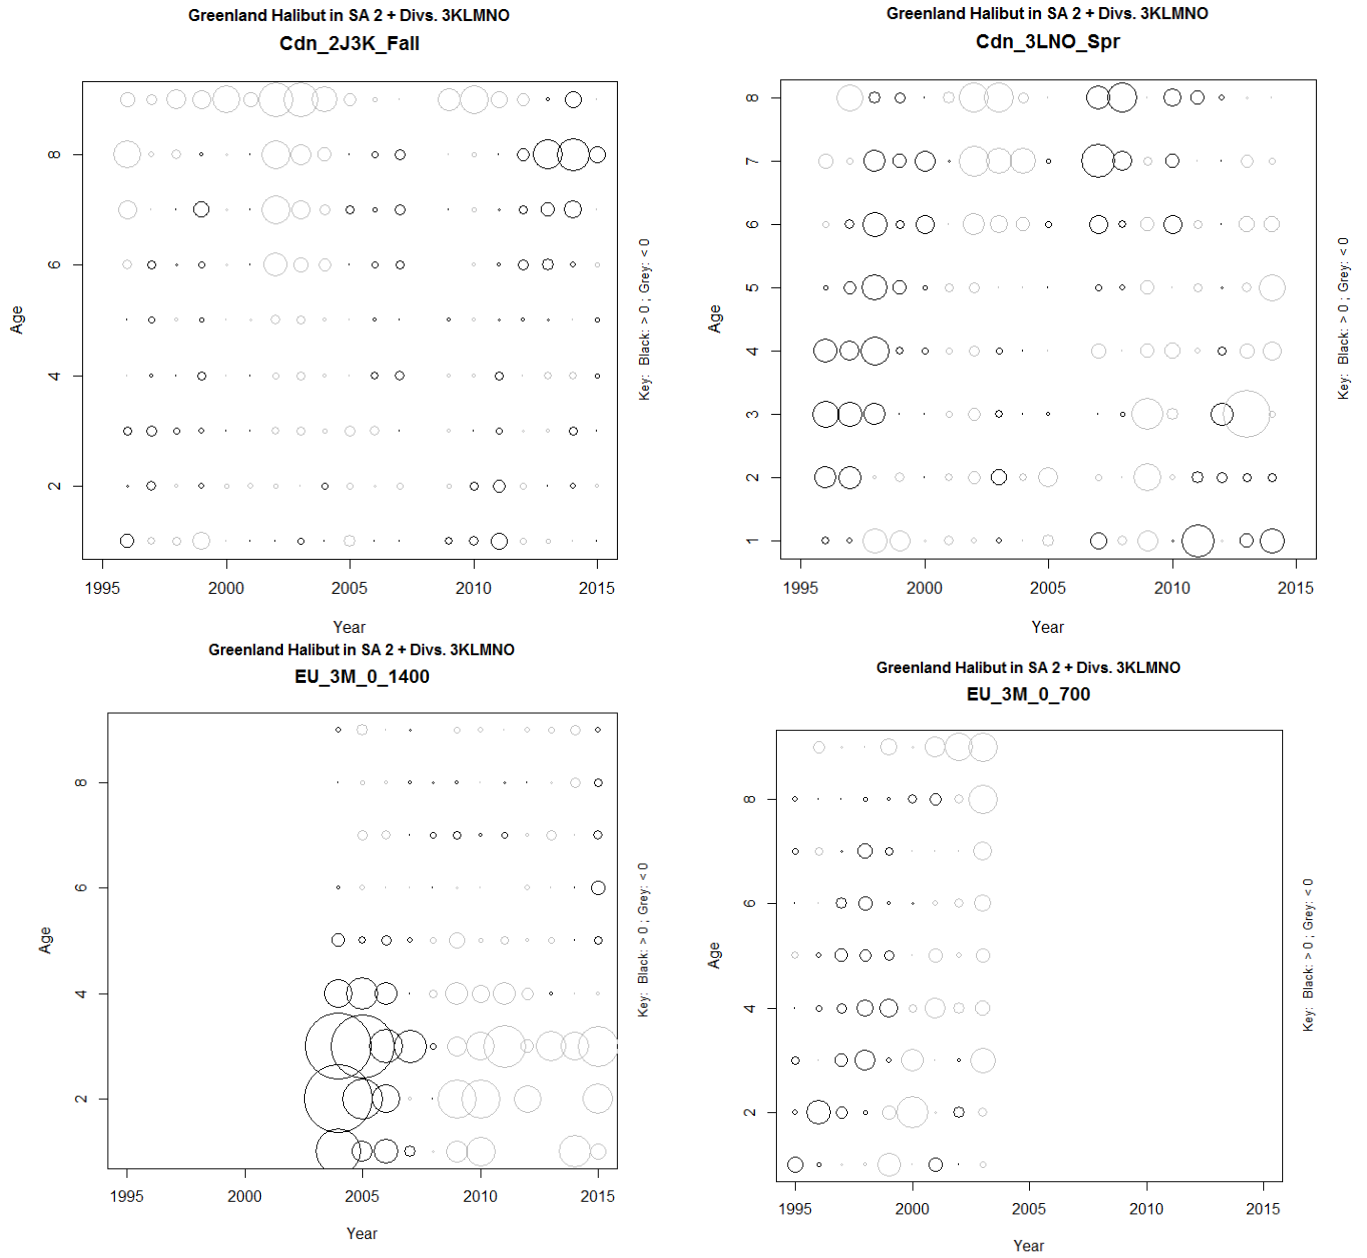 Greenland Halibut in SA 2 + Divs. 3KLMNO
Cdn_2J3K_Fall
8
6
4
2
Age
1995 2000 2005 2010 2015
Year
Key: Black: > 0 ; Grey: < 0
Greenland Halibut in SA 2 + Divs. 3KLMNO
Cdn_3LNO_Spr
8
7
6
5
4
3
2
1
Age
1995 2000 2005 2010 2015
Year
Key: Black: > 0 ; Grey: < 0
Greenland Halibut in SA 2 + Divs. 3KLMNO
EU_3M_0_1400
8
6
4
2
Age
1995 2000 2005 2010 2015
Year
Key: Black: > 0 ; Grey: < 0
Greenland Halibut in SA 2 + Divs. 3KLMNO
EU_3M_0_700
8
6
4
2
Age
1995 2000 2005 2010 2015
Year
Key: Black: > 0 ; Grey: < 0